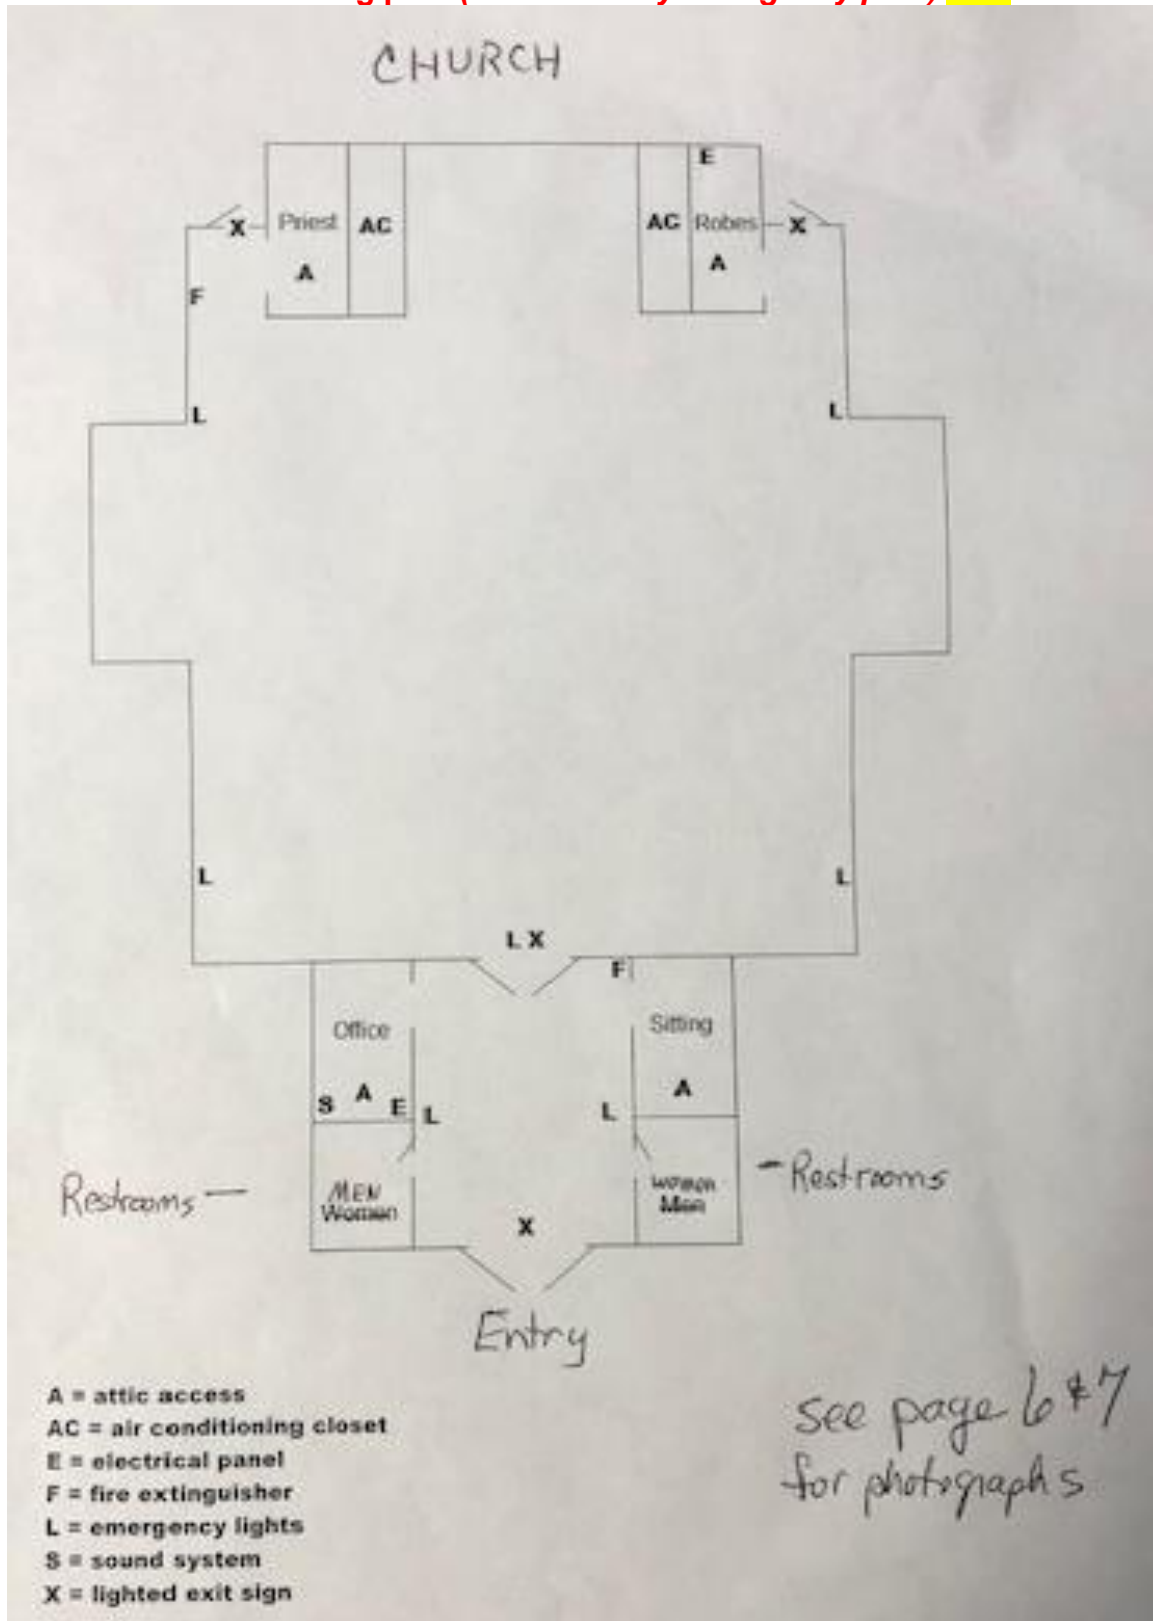 CHURCH
E
Priest AC AC Robes
X X
A A
F
L L
L L
L X
F
Office Sitting
S A E L L A
Restrooms — MEN women - Restrooms
Women Men
X
Entry
A = attic access
AC = air conditioning closet
E = electrical panel
F = fire extinguisher
L = emergency lights
S = sound system
X = lighted exit sign
see page 6 & 7
for photographs